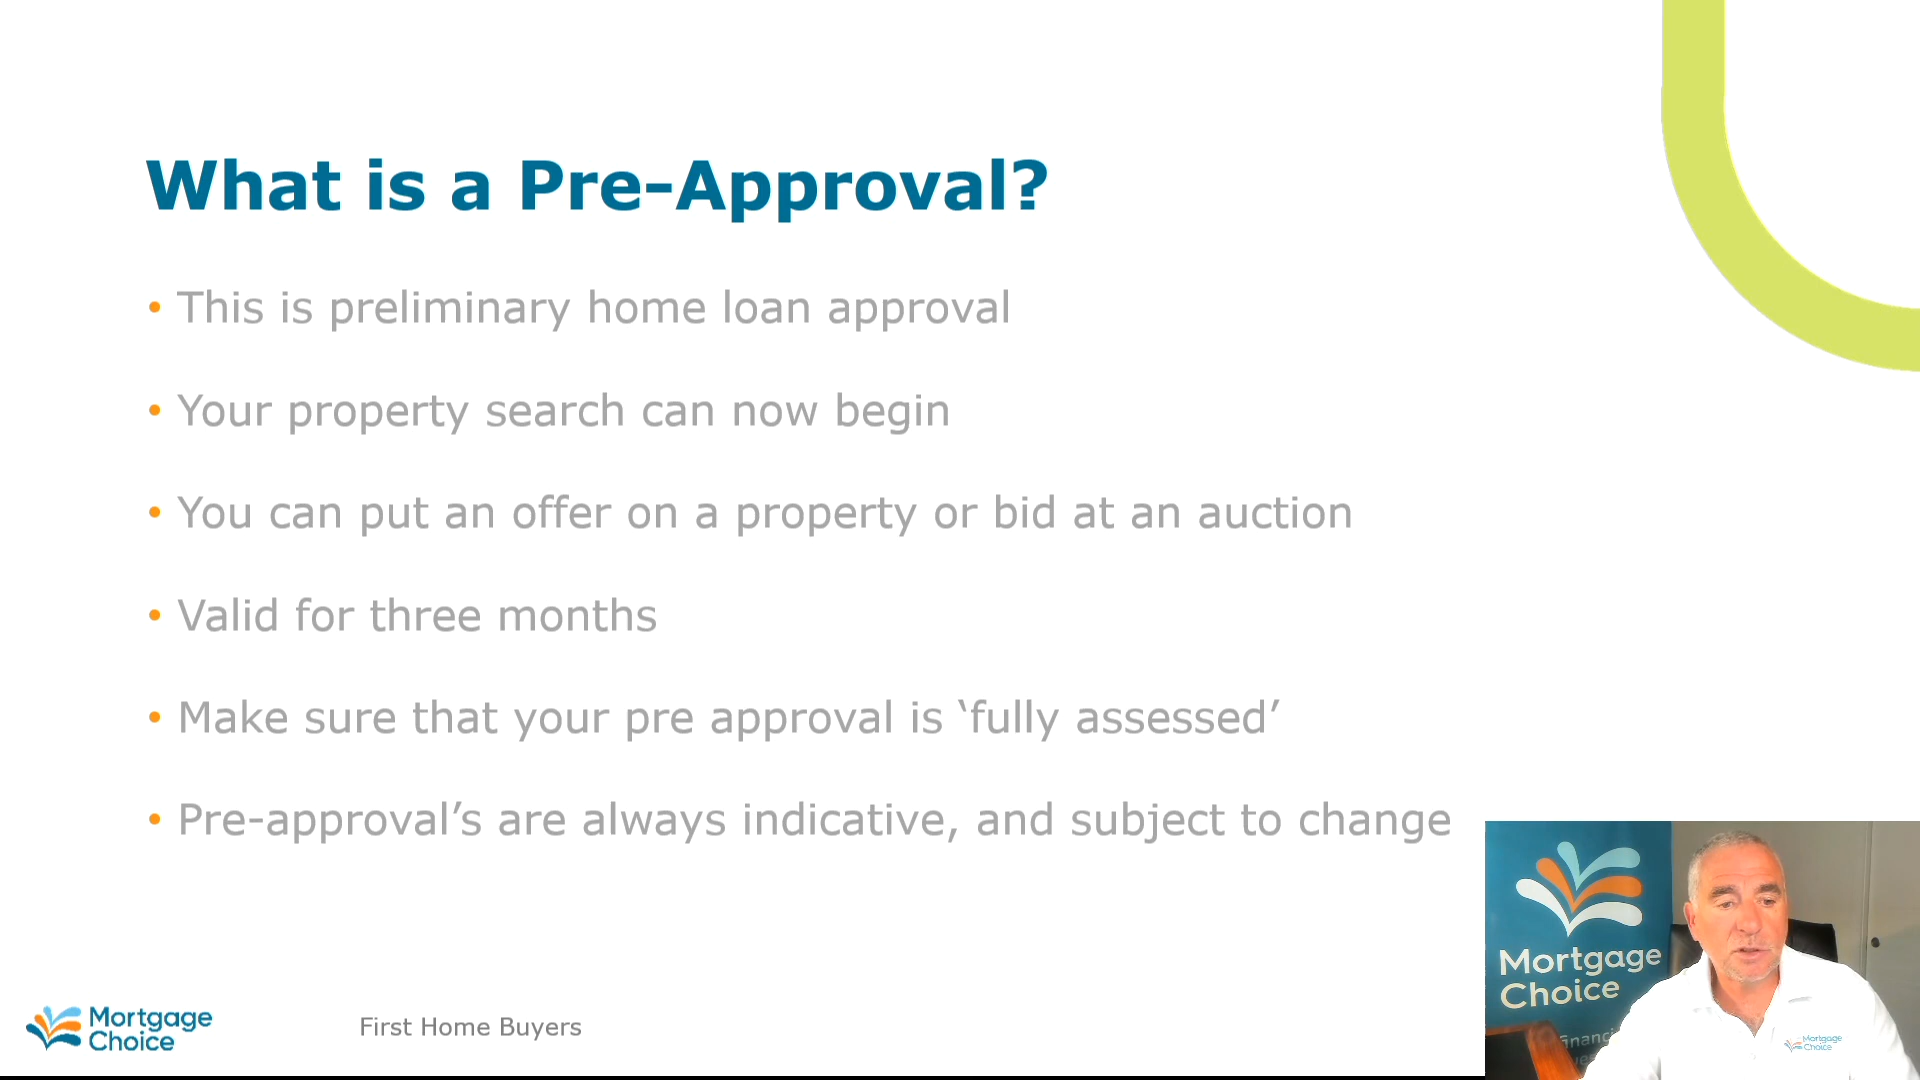 What is a Pre-Approval?
• This is preliminary home loan approval
• Your property search can now begin
• You can put an offer on a property or bid at an auction
• Valid for three months
• Make sure that your pre approval is ‘fully assessed’
• Pre-approval’s are always indicative, and subject to change
Mortgage
Choice
First Home Buyers
Mortgage
Choice
Mortgage
Choice